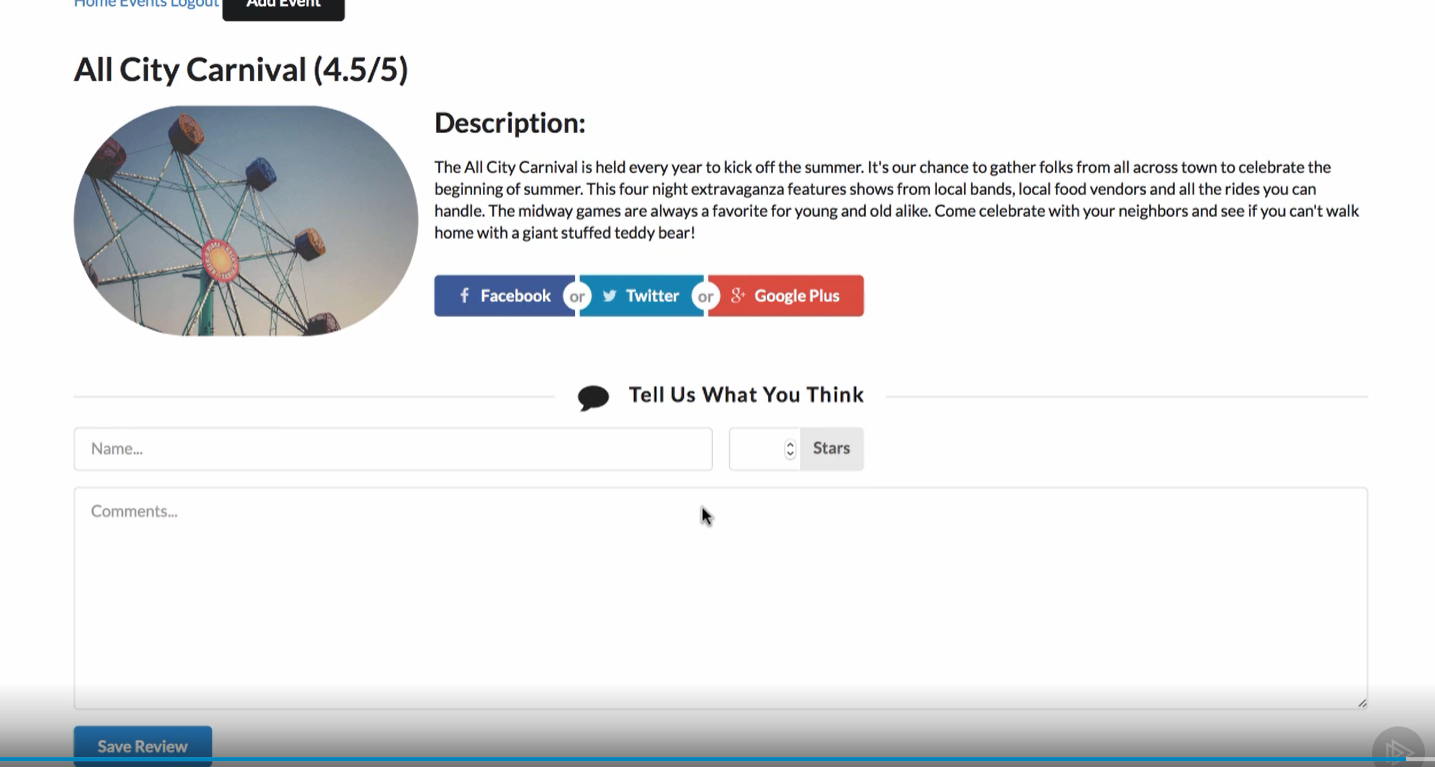 Home Events Logout Add Event
All City Carnival (4.5/5)
Description:
The All City Carnival is held every year to kick off the summer. It's our chance to gather folks from all across town to celebrate the
beginning of summer. This four night extravaganza features shows from local bands, local food vendors and all the rides you can
handle. The midway games are always a favorite for young and old alike. Come celebrate with your neighbors and see if you can't walk
home with a giant stuffed teddy bear!
Facebook or Twitter or Google Plus
Tell Us What You Think
Name... Stars
Comments...
Save Review